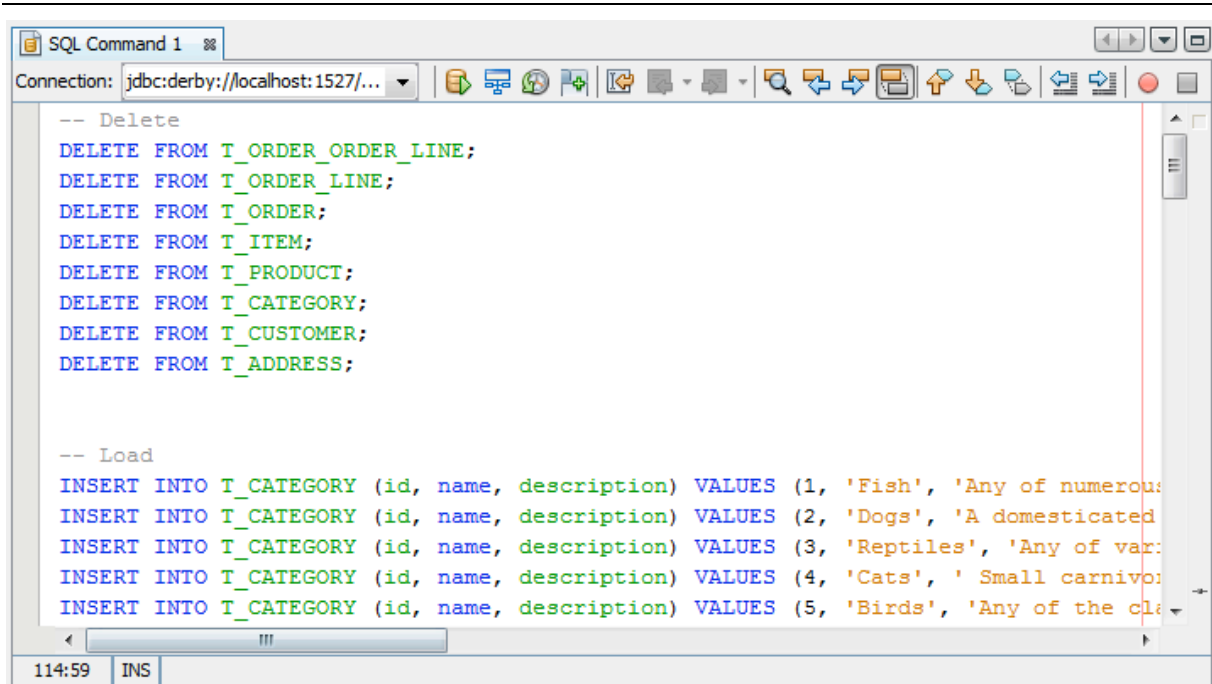 SQL Command 1
Connection: jdbc:derby://localhost:1527/...
-- Delete
DELETE FROM T_ORDER_ORDER_LINE;
DELETE FROM T_ORDER_LINE;
DELETE FROM T_ORDER;
DELETE FROM T_ITEM;
DELETE FROM T_PRODUCT;
DELETE FROM T_CATEGORY;
DELETE FROM T_CUSTOMER;
DELETE FROM T_ADDRESS;
-- Load
INSERT INTO T_CATEGORY (id, name, description) VALUES (1, 'Fish', 'Any of numerous
INSERT INTO T_CATEGORY (id, name, description) VALUES (2, 'Dogs', 'A domesticated
INSERT INTO T_CATEGORY (id, name, description) VALUES (3, 'Reptiles', 'Any of
INSERT INTO T_CATEGORY (id, name, description) VALUES (4, 'Cats', ' Small
INSERT INTO T_CATEGORY (id, name, description) VALUES (5, 'Birds', 'Any of the
114:59 INS